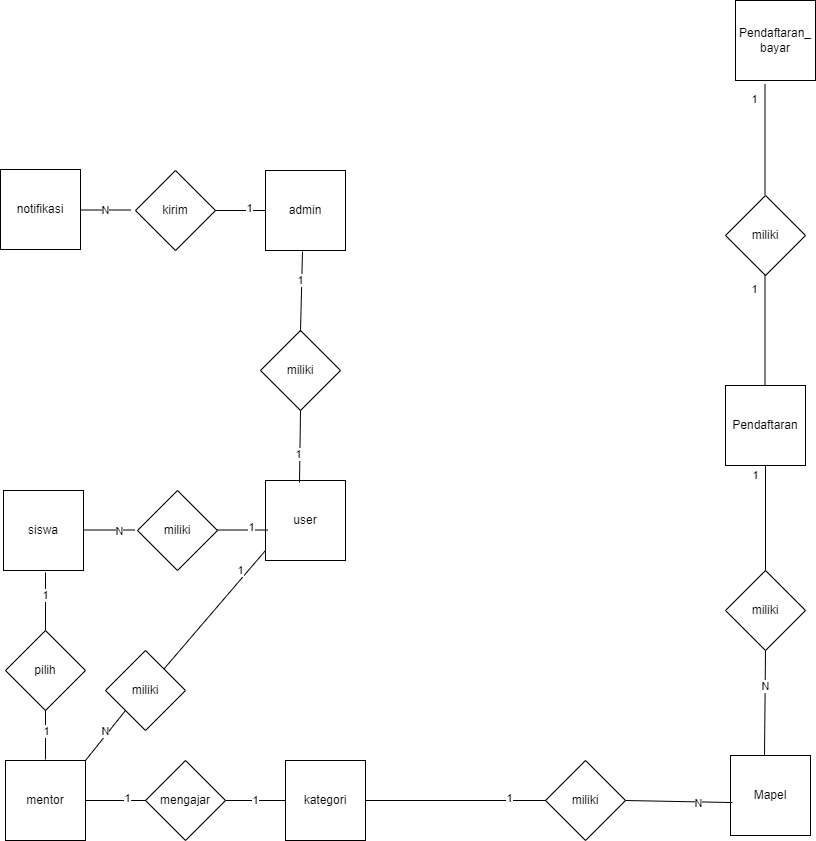 Pendaftaran_
bayar
1
miliki
1
notifikasi
N
kirim
1
admin
1
miliki
1
Pendaftaran
1
siswa
N
miliki
1
user
1
1
pilih
1
miliki
N
miliki
N
mentor
1
mengajar
1
kategori
1
miliki
N
Mapel